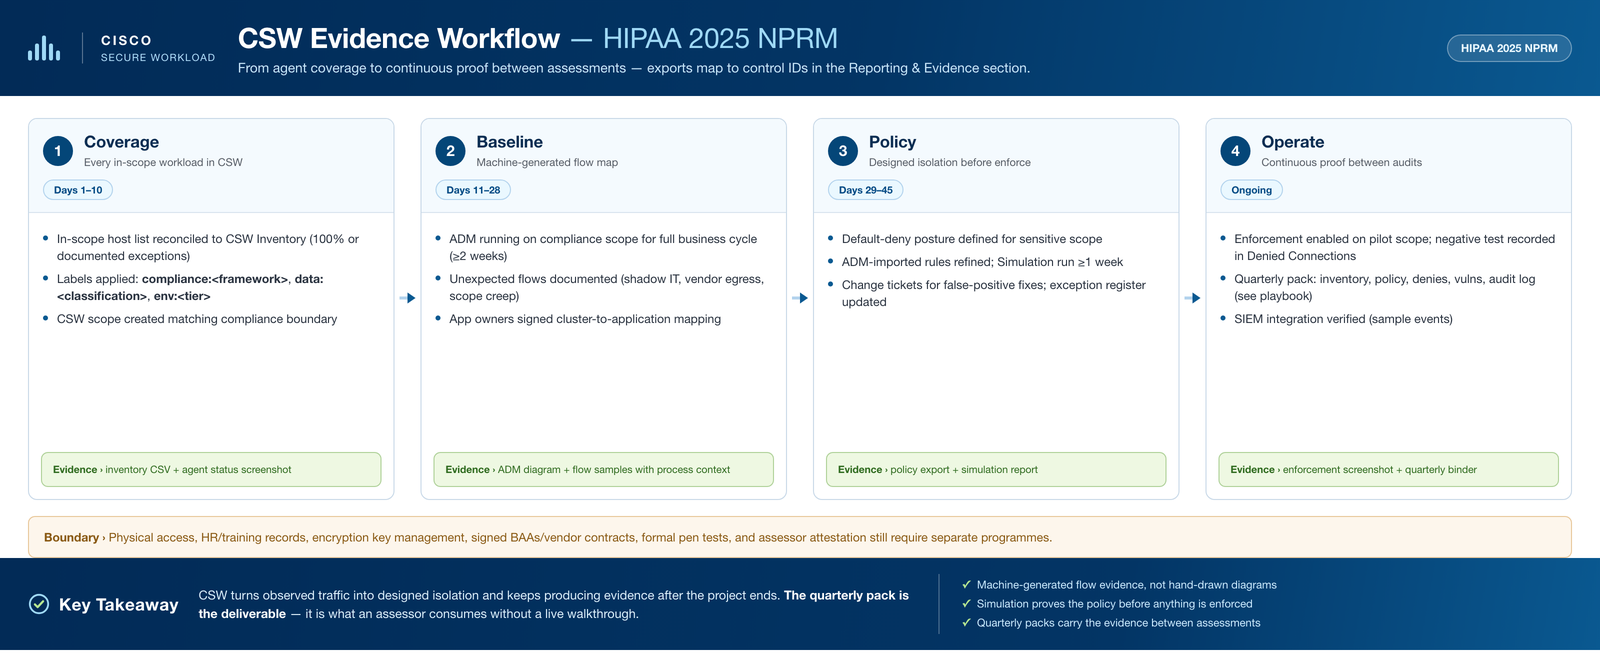 CISCO
SECURE WORKLOAD
CSW Evidence Workflow — HIPAA 2025 NPRM
From agent coverage to continuous proof between assessments — exports map to control IDs in the Reporting & Evidence section.
HIPAA 2025 NPRM
1
Coverage
Every in-scope workload in CSW
Days 1–10
• In-scope host list reconciled to CSW Inventory (100% or
documented exceptions)
• Labels applied: compliance:<framework>, data:
<classification>, env:<tier>
• CSW scope created matching compliance boundary
Evidence › inventory CSV + agent status screenshot
2
Baseline
Machine-generated flow map
Days 11–28
• ADM running on compliance scope for full business cycle
(≥2 weeks)
• Unexpected flows documented (shadow IT, vendor egress,
scope creep)
• App owners signed cluster-to-application mapping
Evidence › ADM diagram + flow samples with process context
3
Policy
Designed isolation before enforce
Days 29–45
• Default-deny posture defined for sensitive scope
• ADM-imported rules refined; Simulation run ≥1 week
• Change tickets for false-positive fixes; exception register
updated
Evidence › policy export + simulation report
4
Operate
Continuous proof between audits
Ongoing
• Enforcement enabled on pilot scope; negative test recorded
in Denied Connections
• Quarterly pack: inventory, policy, denies, vulns, audit log
(see playbook)
• SIEM integration verified (sample events)
Evidence › enforcement screenshot + quarterly binder
Boundary › Physical access, HR/training records, encryption key management, signed BAAs/vendor contracts, formal pen tests, and assessor attestation still require separate programmes.
Key Takeaway
CSW turns observed traffic into designed isolation and keeps producing evidence after the project ends. The quarterly pack is
the deliverable — it is what an assessor consumes without a live walkthrough.
✓ Machine-generated flow evidence, not hand-drawn diagrams
✓ Simulation proves the policy before anything is enforced
✓ Quarterly packs carry the evidence between assessments